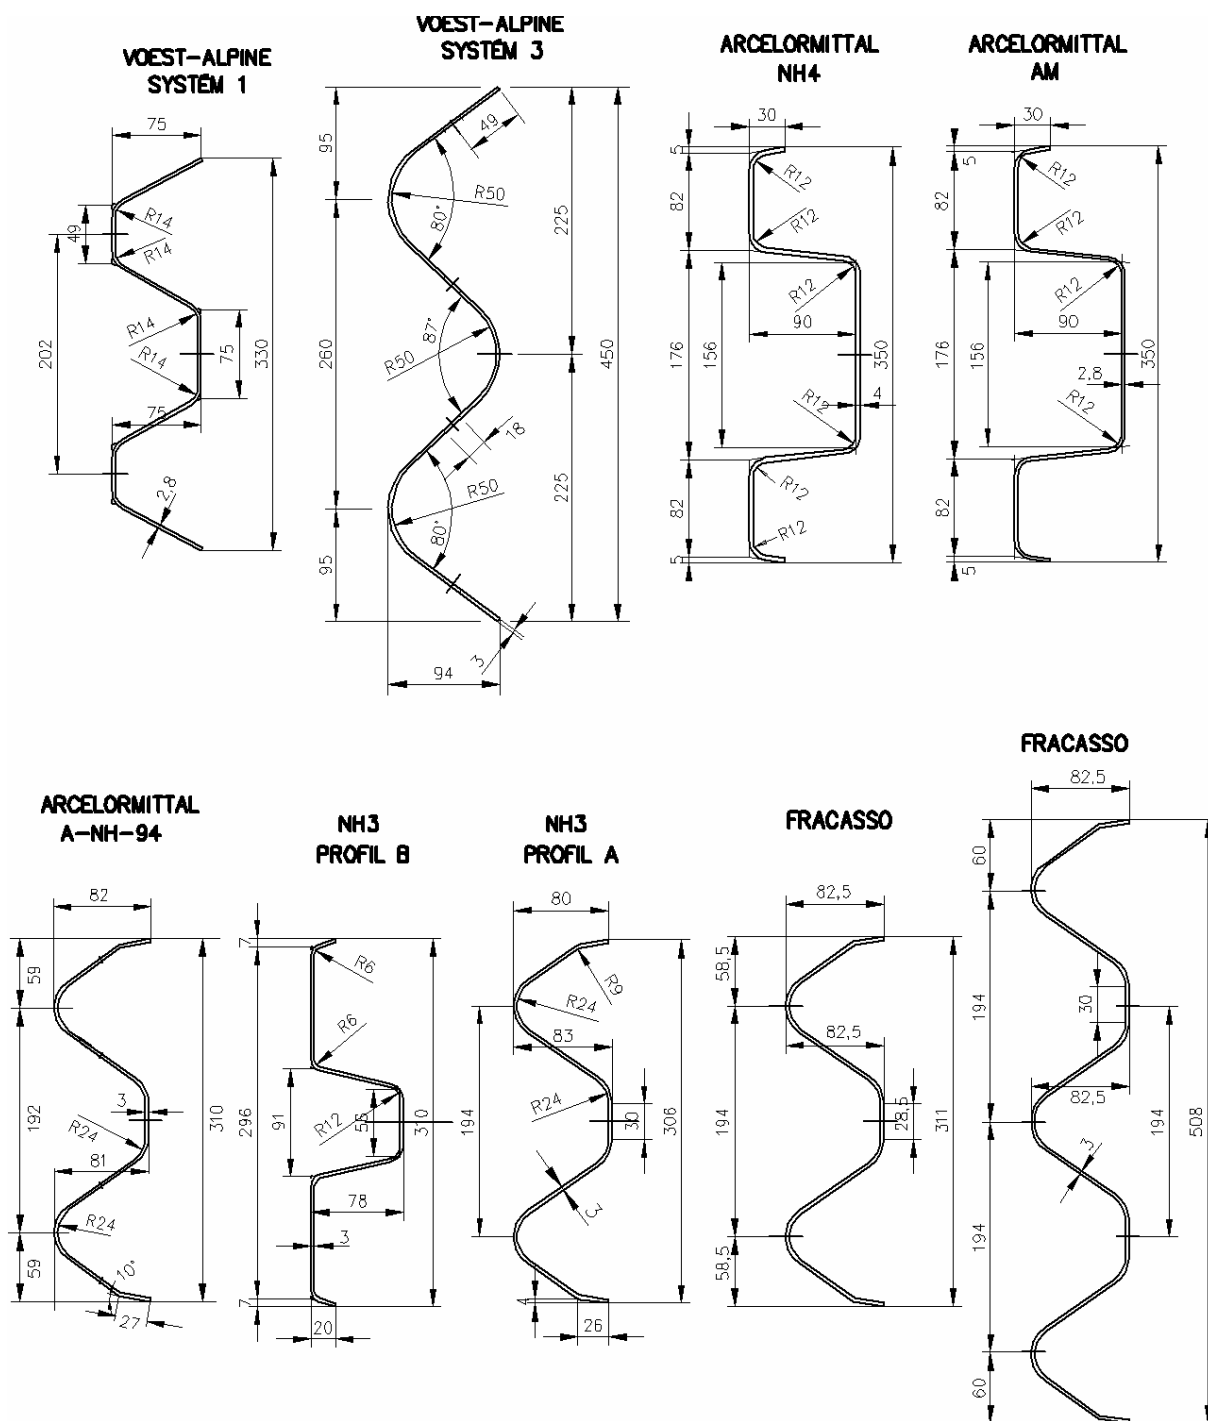 VOEST-ALPINE
SYSTÉM 1
75
49
R14
R14
202
R14
R14
75
330
75
2,8
VOEST-ALPINE
SYSTÉM 3
95
49
R50
80°
225
87°
260
R50
450
18
R50
225
80°
95
3
94
ARCELORMITTAL
NH4
30
5
R12
82
R12
R12
90
176
156
350
4
R12
R12
82
R12
5
ARCELORMITTAL
AM
30
5
R12
82
R12
R12
90
176
156
350
2,8
R12
82
5
ARCELORMITTAL
A-NH-94
82
59
192
3
310
R24
81
R24
59
10°
27
NH3
PROFIL B
7
R6
R6
296
91
R12
310
78
3
7
20
NH3
PROFIL A
80
R9
R24
83
194
R24
30
306
3
4
26
FRACASSO
82,5
58,5
82,5
194
28,5
311
58,5
FRACASSO
82,5
60
194
30
82,5
194
508
3
194
60